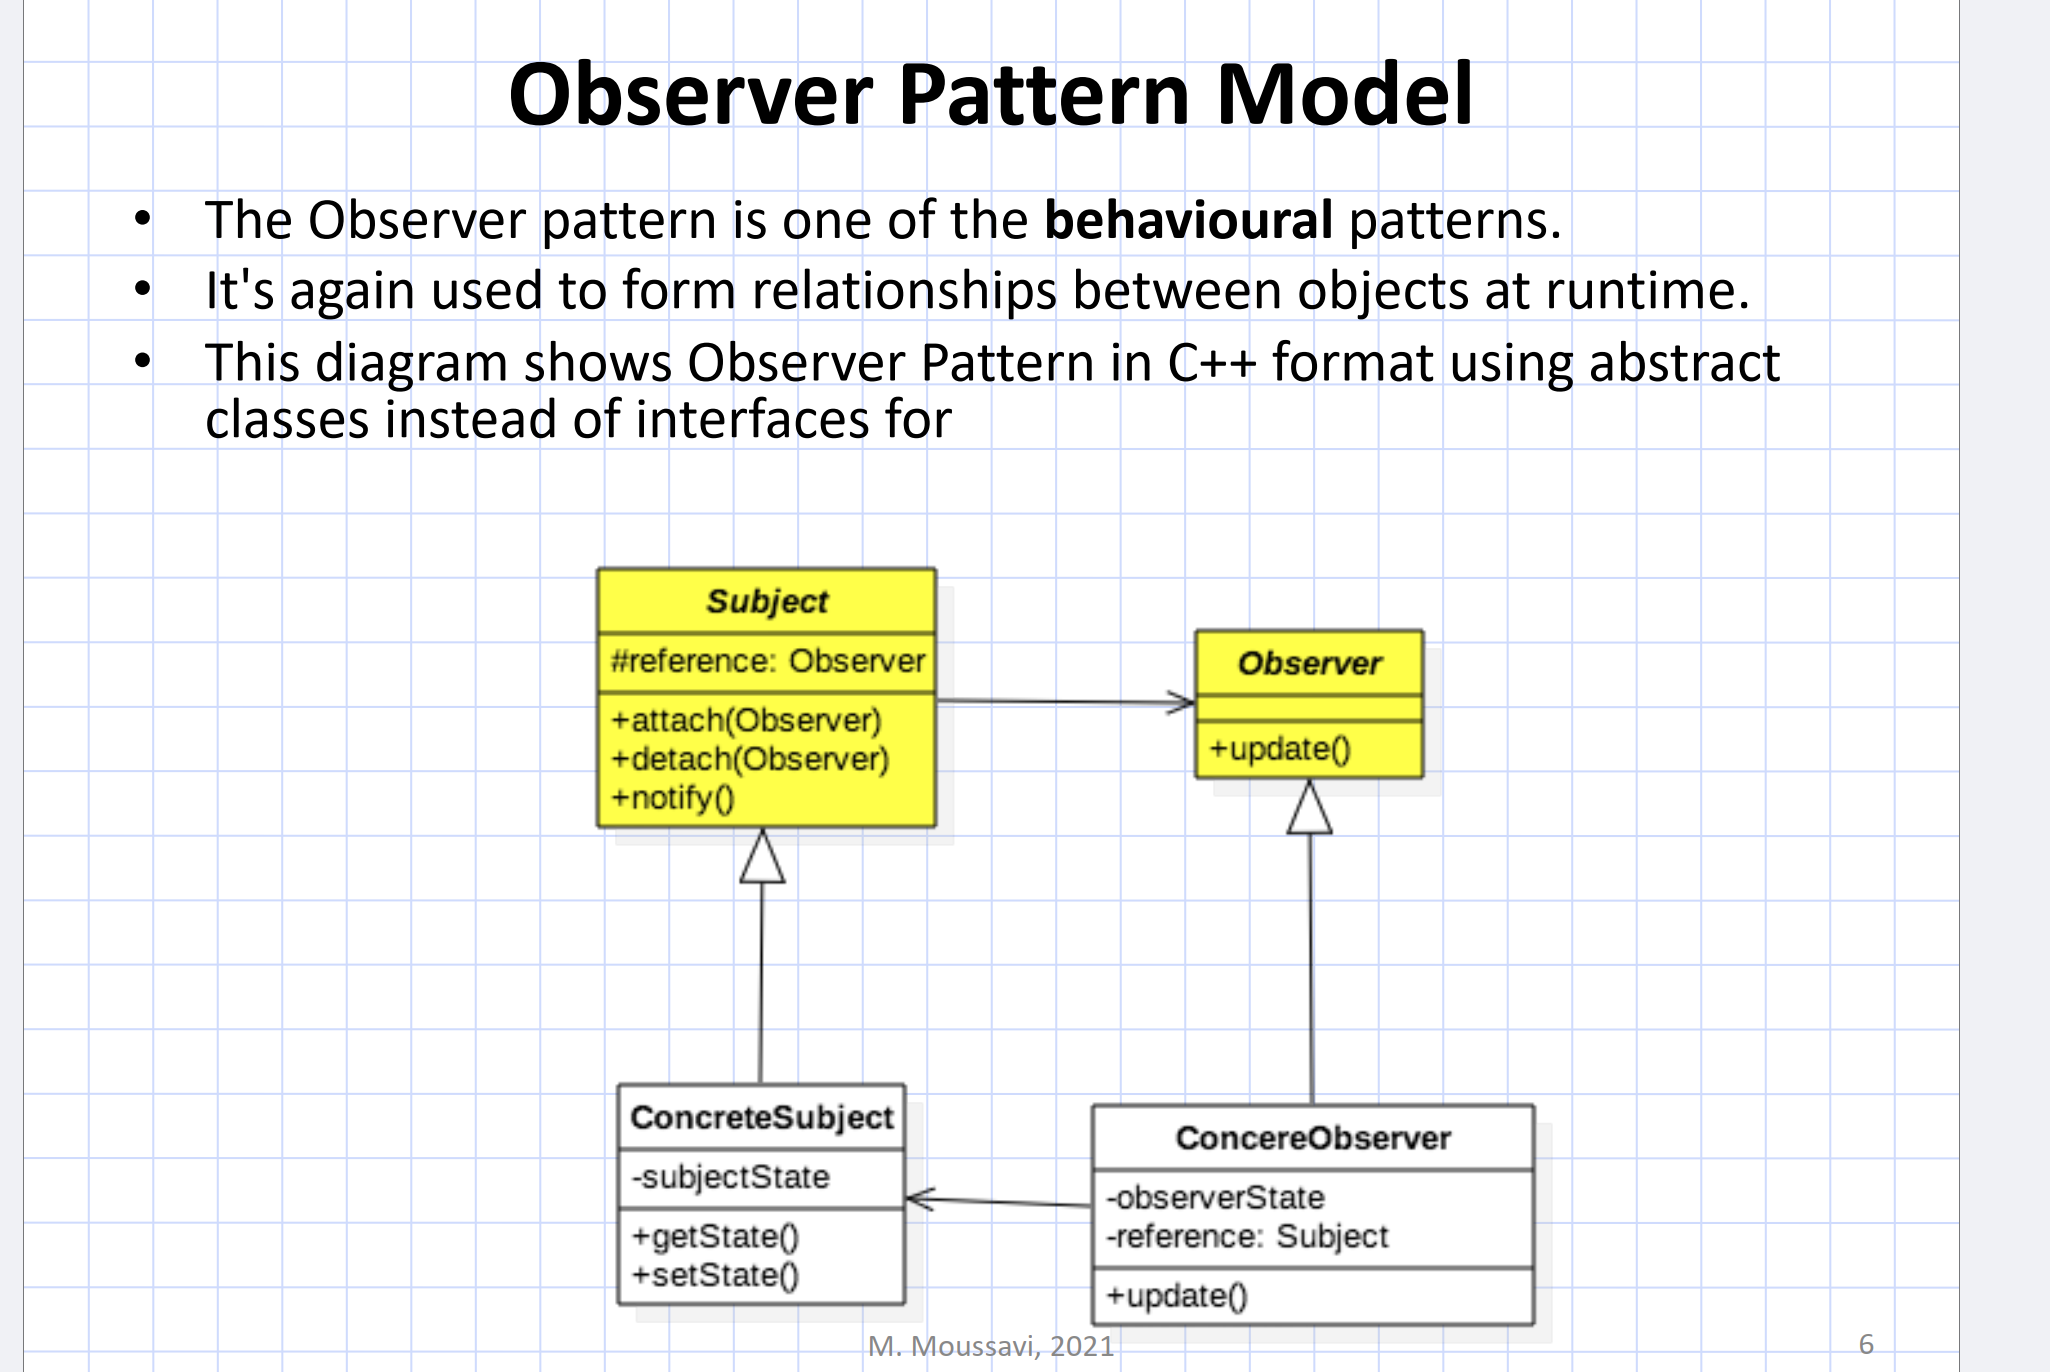 Observer Pattern Model
• The Observer pattern is one of the behavioural patterns.
• It's again used to form relationships between objects at runtime.
• This diagram shows Observer Pattern in C++ format using abstract
classes instead of interfaces for
Subject
#reference: Observer
+attach(Observer)
+detach(Observer)
+notify()
Observer
+update()
ConcreteSubject
-subjectState
+getState()
+setState()
ConcereObserver
-observerState
-reference: Subject
+update()
M. Moussavi, 2021
6